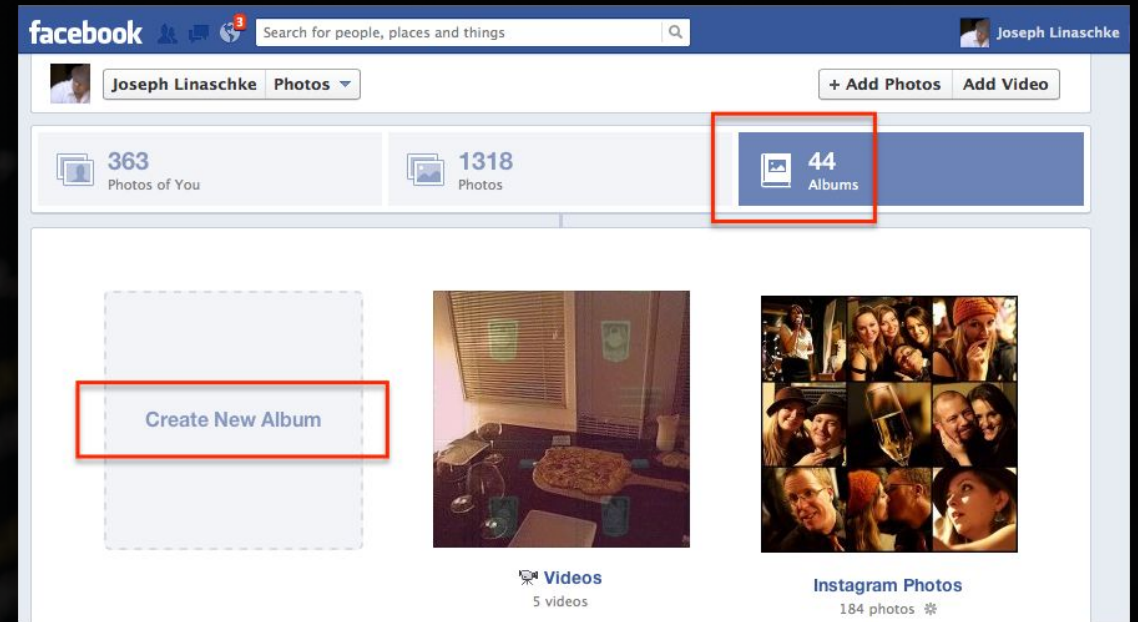 facebook
3
Search for people, places and things
Joseph Linaschke
Joseph Linaschke Photos
+ Add Photos Add Video
363
Photos of You
1318
Photos
44
Albums
Create New Album
Videos
5 videos
Instagram Photos
184 photos